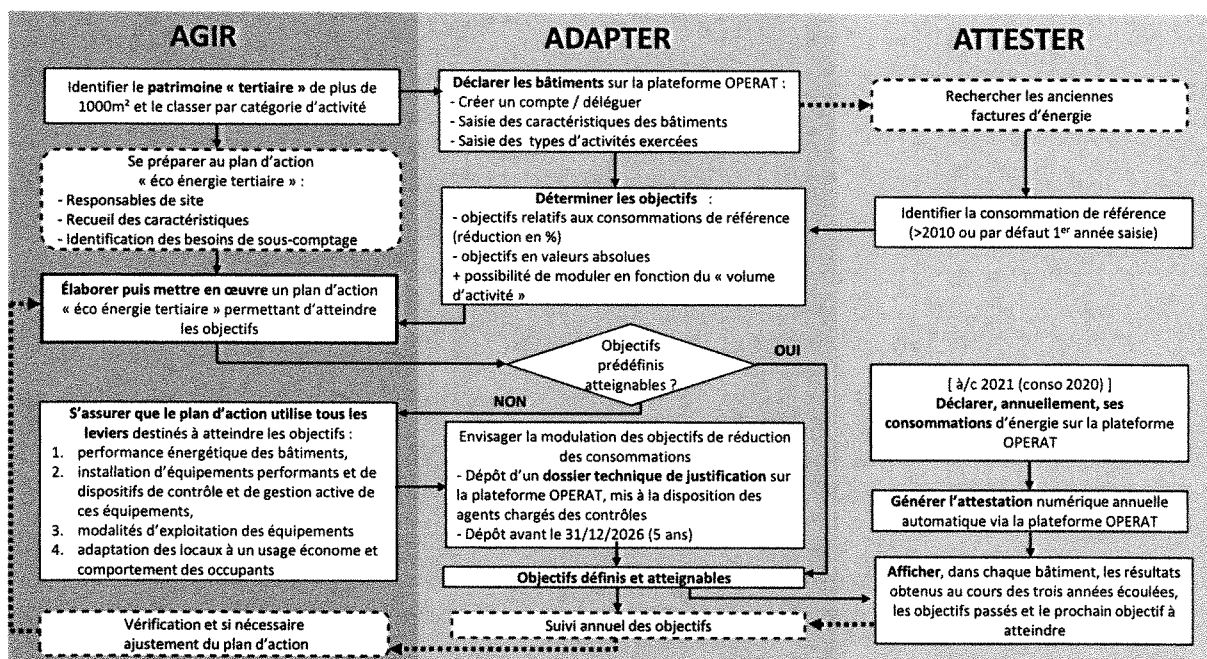 AGIR
Identifier le patrimoine « tertiaire » de plus de
1000m² et le classer par catégorie d'activité
Se préparer au plan d'action
« éco énergie tertiaire » :
- Responsables de site
- Recueil des caractéristiques
- Identification des besoins de sous-comptage
Élaborer puis mettre en œuvre un plan d'action
« éco énergie tertiaire » permettant d'atteindre
les objectifs
S'assurer que le plan d'action utilise tous les
leviers destinés à atteindre les objectifs :
1. performance énergétique des bâtiments,
2. installation d'équipements performants et de
dispositifs de contrôle et de gestion active de
ces équipements,
3. modalités d'exploitation des équipements
4. adaptation des locaux à un usage économe et
comportement des occupants
Vérification et si nécessaire
ajustement du plan d'action
ADAPTER
Déclarer les bâtiments sur la plateforme OPERAT :
- Créer un compte / déléguer
- Saisie des caractéristiques des bâtiments
- Saisie des types d'activités exercées
Déterminer les objectifs :
- objectifs relatifs aux consommations de référence
(réduction en %)
- objectifs en valeurs absolues
+ possibilité de moduler en fonction du « volume
d'activité »
Objectifs
prédéfinis
atteignables ?
OUI
NON
Envisager la modulation des objectifs de réduction
des consommations
- Dépôt d'un dossier technique de justification sur
la plateforme OPERAT, mis à la disposition des
agents chargés des contrôles
- Dépôt avant le 31/12/2026 (5 ans)
Objectifs définis et atteignables
Suivi annuel des objectifs
ATTESTER
Rechercher les anciennes
factures d'énergie
Identifier la consommation de référence
(>2010 ou par défaut 1er année saisie)
[ à/c 2021 (conso 2020) ]
Déclarer, annuellement, ses
consommations d'énergie sur la plateforme
OPERAT
Générer l'attestation numérique annuelle
automatique via la plateforme OPERAT
Afficher, dans chaque bâtiment, les résultats
obtenus au cours des trois années écoulées,
les objectifs passés et le prochain objectif à
atteindre